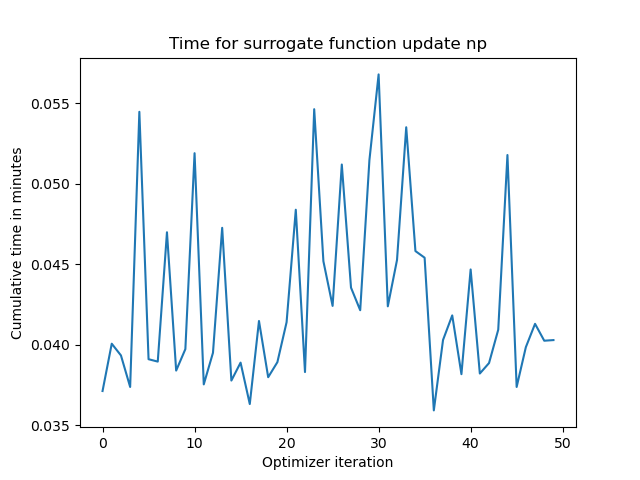 Time for surrogate function update np
Cumulative time in minutes
0.055
0.050
0.045
0.040
0.035
0 10 20 30 40 50
Optimizer iteration